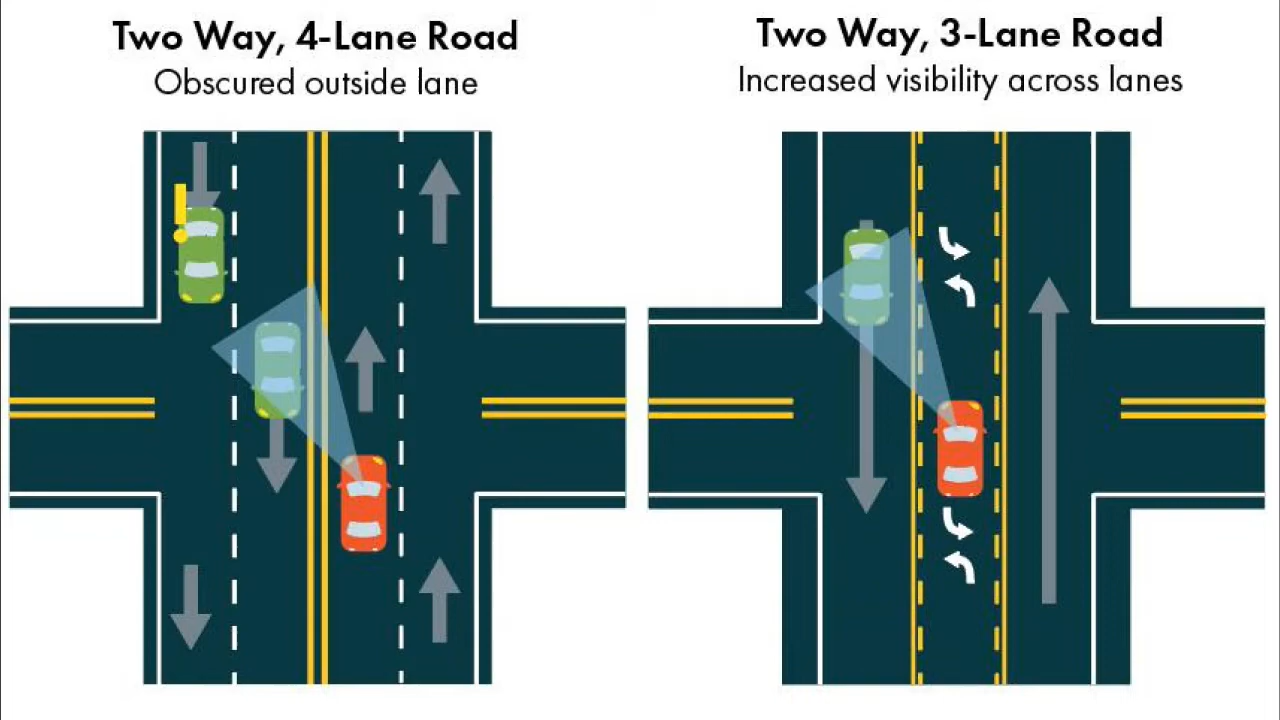 Two Way, 4-Lane Road
Obscured outside lane
Two Way, 3-Lane Road
Increased visibility across lanes